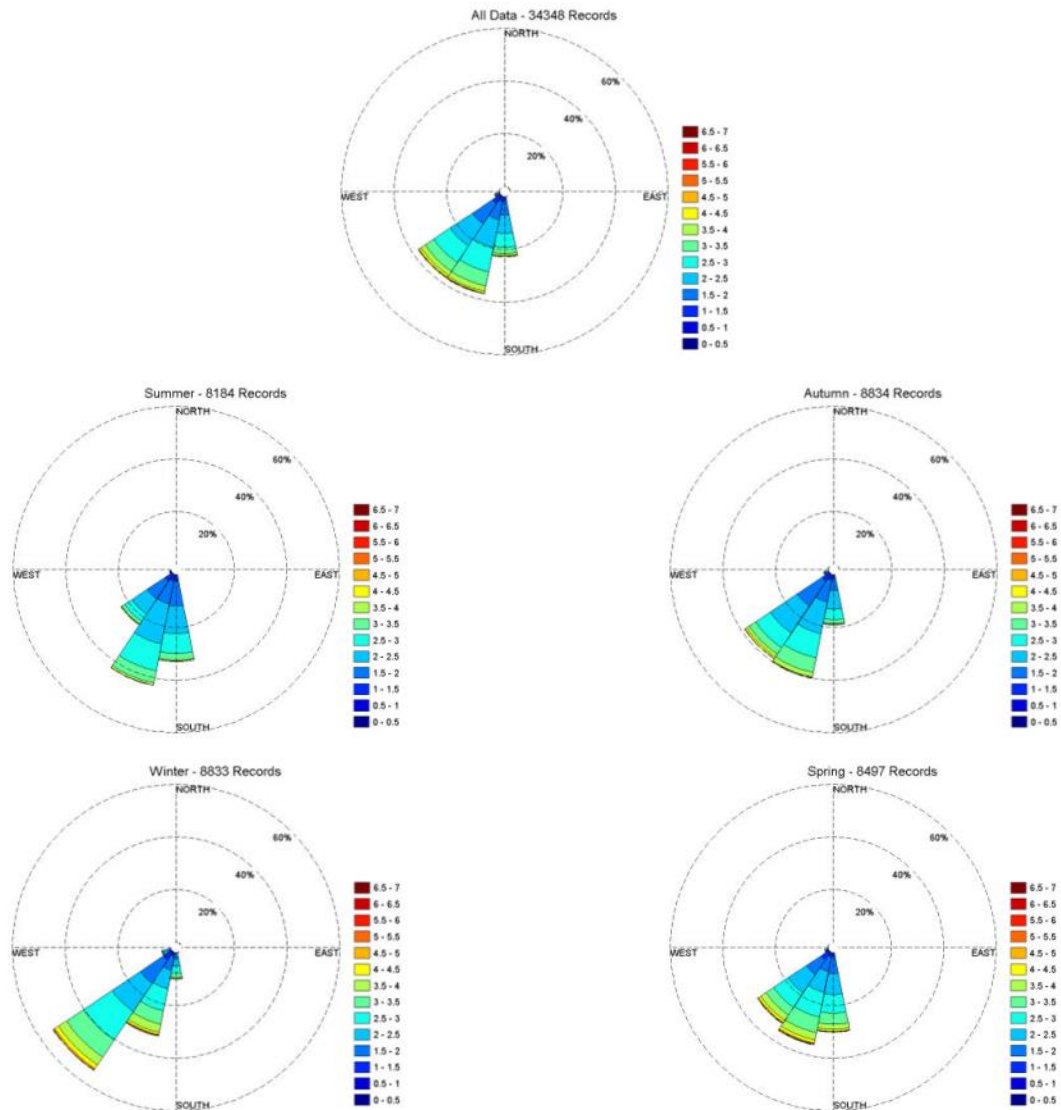 All Data - 34348 Records
NORTH
60%
40%
20%
WEST
EAST
SOUTH
6.5 - 7
6 - 6.5
5.5 - 6
5 - 5.5
4.5 - 5
4 - 4.5
3.5 - 4
3 - 3.5
2.5 - 3
2 - 2.5
1.5 - 2
1 - 1.5
0.5 - 1
0 - 0.5
Summer - 8184 Records
NORTH
60%
40%
20%
WEST
EAST
SOUTH
6.5 - 7
6 - 6.5
5.5 - 6
5 - 5.5
4.5 - 5
4 - 4.5
3.5 - 4
3 - 3.5
2.5 - 3
2 - 2.5
1.5 - 2
1 - 1.5
0.5 - 1
0 - 0.5
Autumn - 8834 Records
NORTH
60%
40%
20%
WEST
EAST
SOUTH
6.5 - 7
6 - 6.5
5.5 - 6
5 - 5.5
4.5 - 5
4 - 4.5
3.5 - 4
3 - 3.5
2.5 - 3
2 - 2.5
1.5 - 2
1 - 1.5
0.5 - 1
0 - 0.5
Winter - 8833 Records
NORTH
60%
40%
20%
WEST
EAST
SOUTH
6.5 - 7
6 - 6.5
5.5 - 6
5 - 5.5
4.5 - 5
4 - 4.5
3.5 - 4
3 - 3.5
2.5 - 3
2 - 2.5
1.5 - 2
1 - 1.5
0.5 - 1
0 - 0.5
Spring - 8497 Records
NORTH
60%
40%
20%
WEST
EAST
SOUTH
6.5 - 7
6 - 6.5
5.5 - 6
5 - 5.5
4.5 - 5
4 - 4.5
3.5 - 4
3 - 3.5
2.5 - 3
2 - 2.5
1.5 - 2
1 - 1.5
0.5 - 1
0 - 0.5